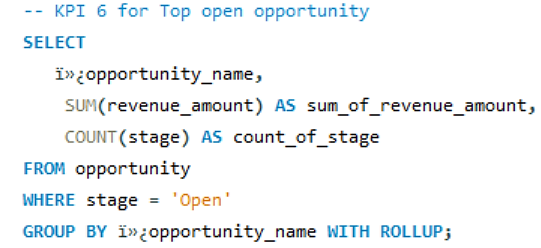 -- KPI 6 for Top open opportunity
SELECT
ï»¿opportunity_name,
SUM(revenue_amount) AS sum_of_revenue_amount,
COUNT(stage) AS count_of_stage
FROM opportunity
WHERE stage = 'Open'
GROUP BY ï»¿opportunity_name WITH ROLLUP;